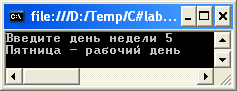 file:///D:/Temp/C#lab...
Введите день недели 5
Пятница - рабочий день